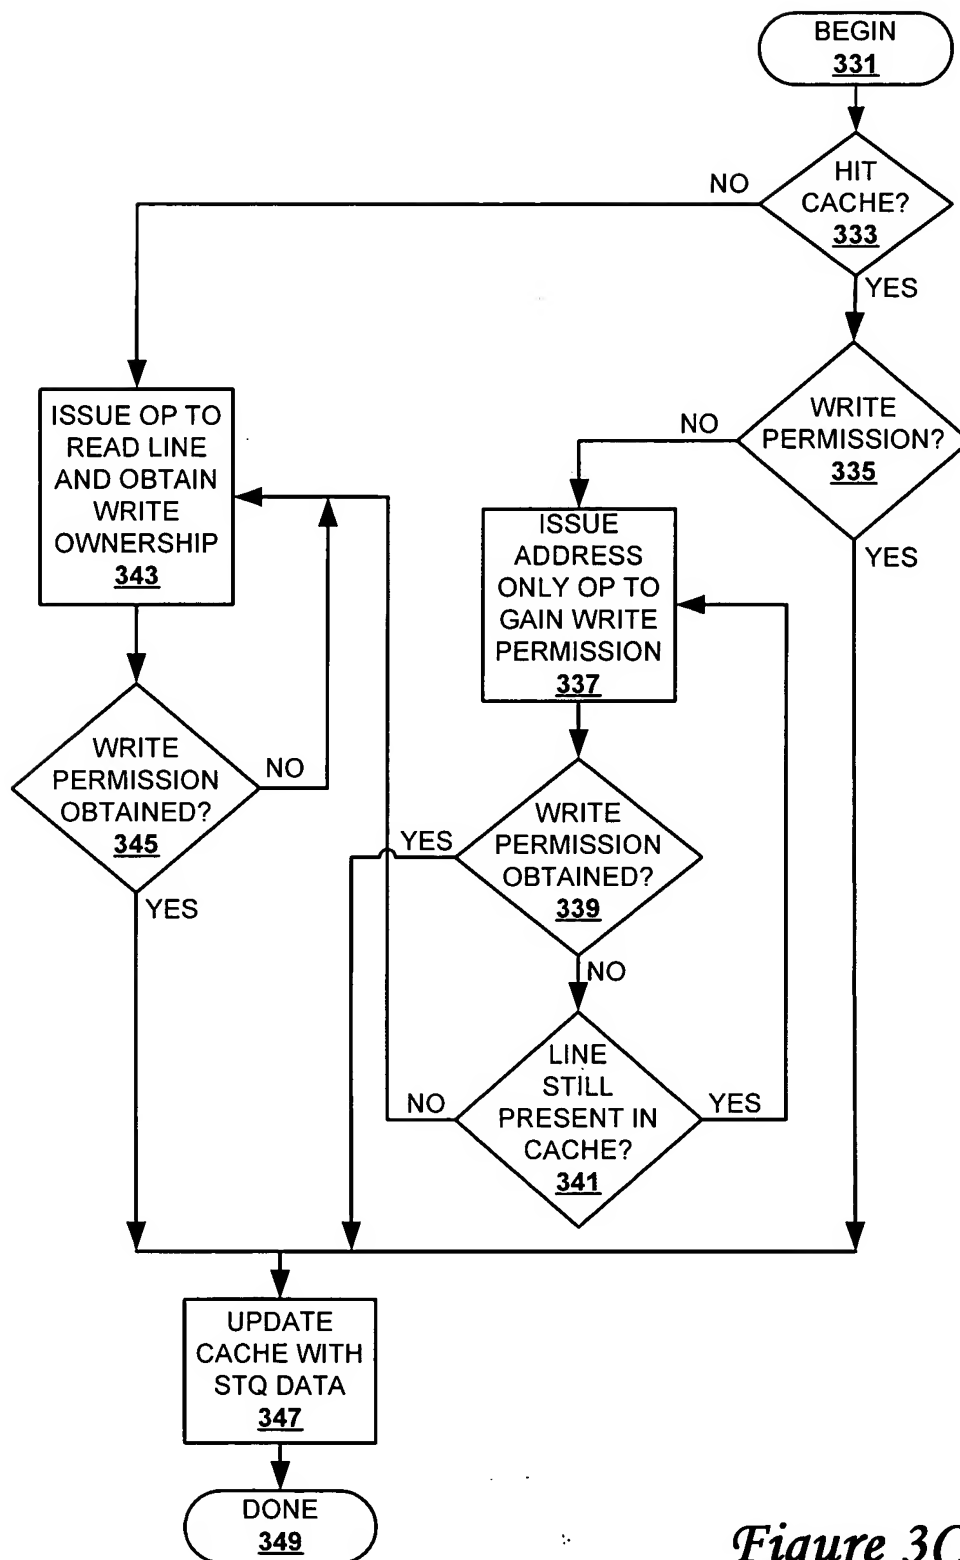 BEGIN
331
HIT
CACHE?
333
NO
YES
WRITE
PERMISSION?
335
NO
YES
ISSUE OP TO
READ LINE
AND OBTAIN
WRITE
OWNERSHIP
343
ISSUE
ADDRESS
ONLY OP TO
GAIN WRITE
PERMISSION
337
WRITE
PERMISSION
OBTAINED?
345
NO
YES
WRITE
PERMISSION
OBTAINED?
339
YES
NO
LINE
STILL
PRESENT IN
CACHE?
341
NO
YES
UPDATE
CACHE WITH
STQ DATA
347
DONE
349
Figure 3C